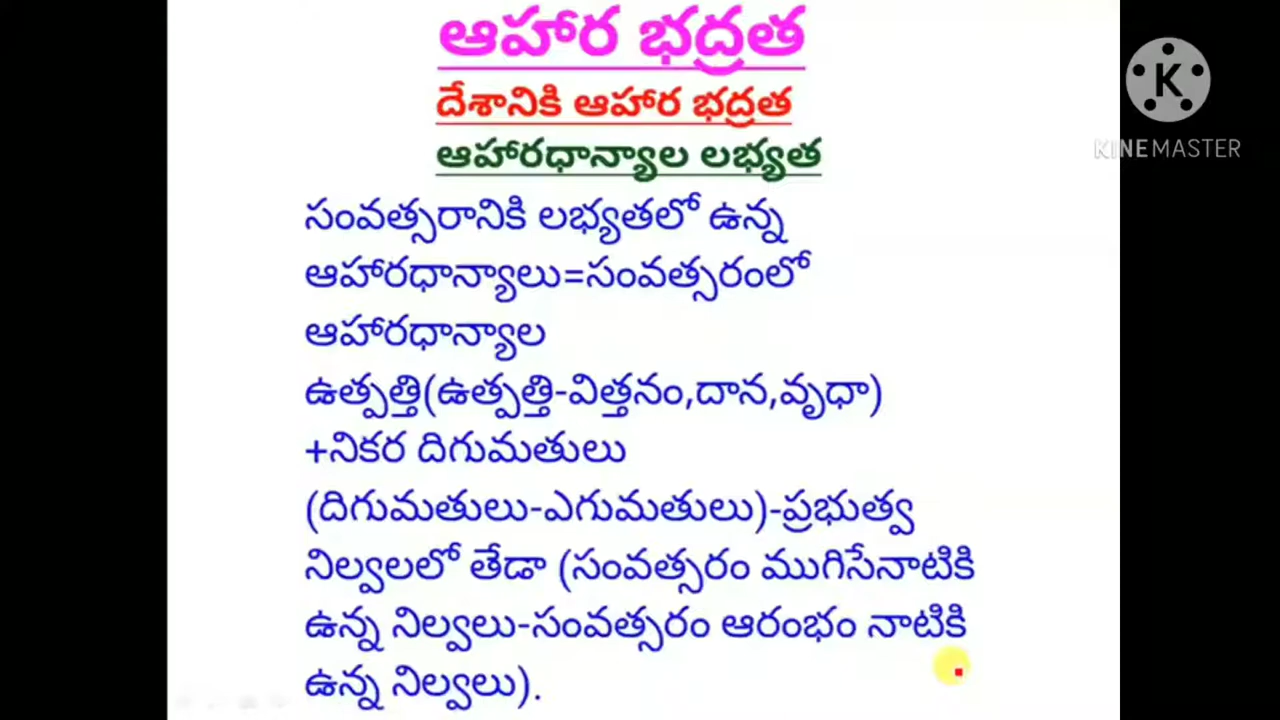 ఆహార భద్రత
దేశానికి ఆహార భద్రత
ఆహారధాన్యాల లభ్యత
సంవత్సరానికి లభ్యతలో ఉన్న
ఆహారధాన్యాలు=సంవత్సరంలో
ఆహారధాన్యాల
ఉత్పత్తి(ఉత్పత్తి-విత్తనం,దాన,వృధా)
+నికర దిగుమతులు
(దిగుమతులు-ఎగుమతులు)-ప్రభుత్వ
నిల్వలలో తేడా (సంవత్సరం ముగిసేనాటికి
ఉన్న నిల్వలు-సంవత్సరం ఆరంభం నాటికి
ఉన్న నిల్వలు).
K
KINEMASTER